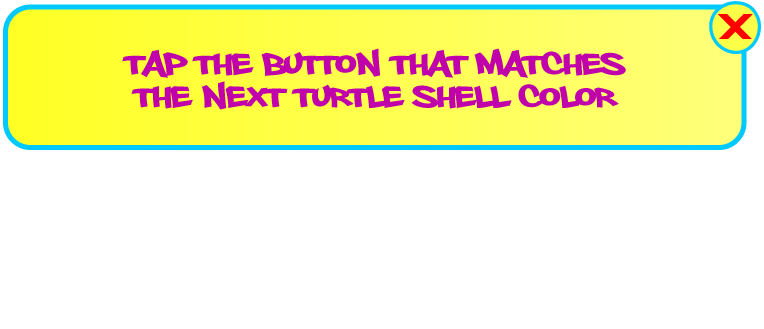 TAP THE BUTTON THAT MATCHES
THE NEXT TURTLE SHELL COLOR